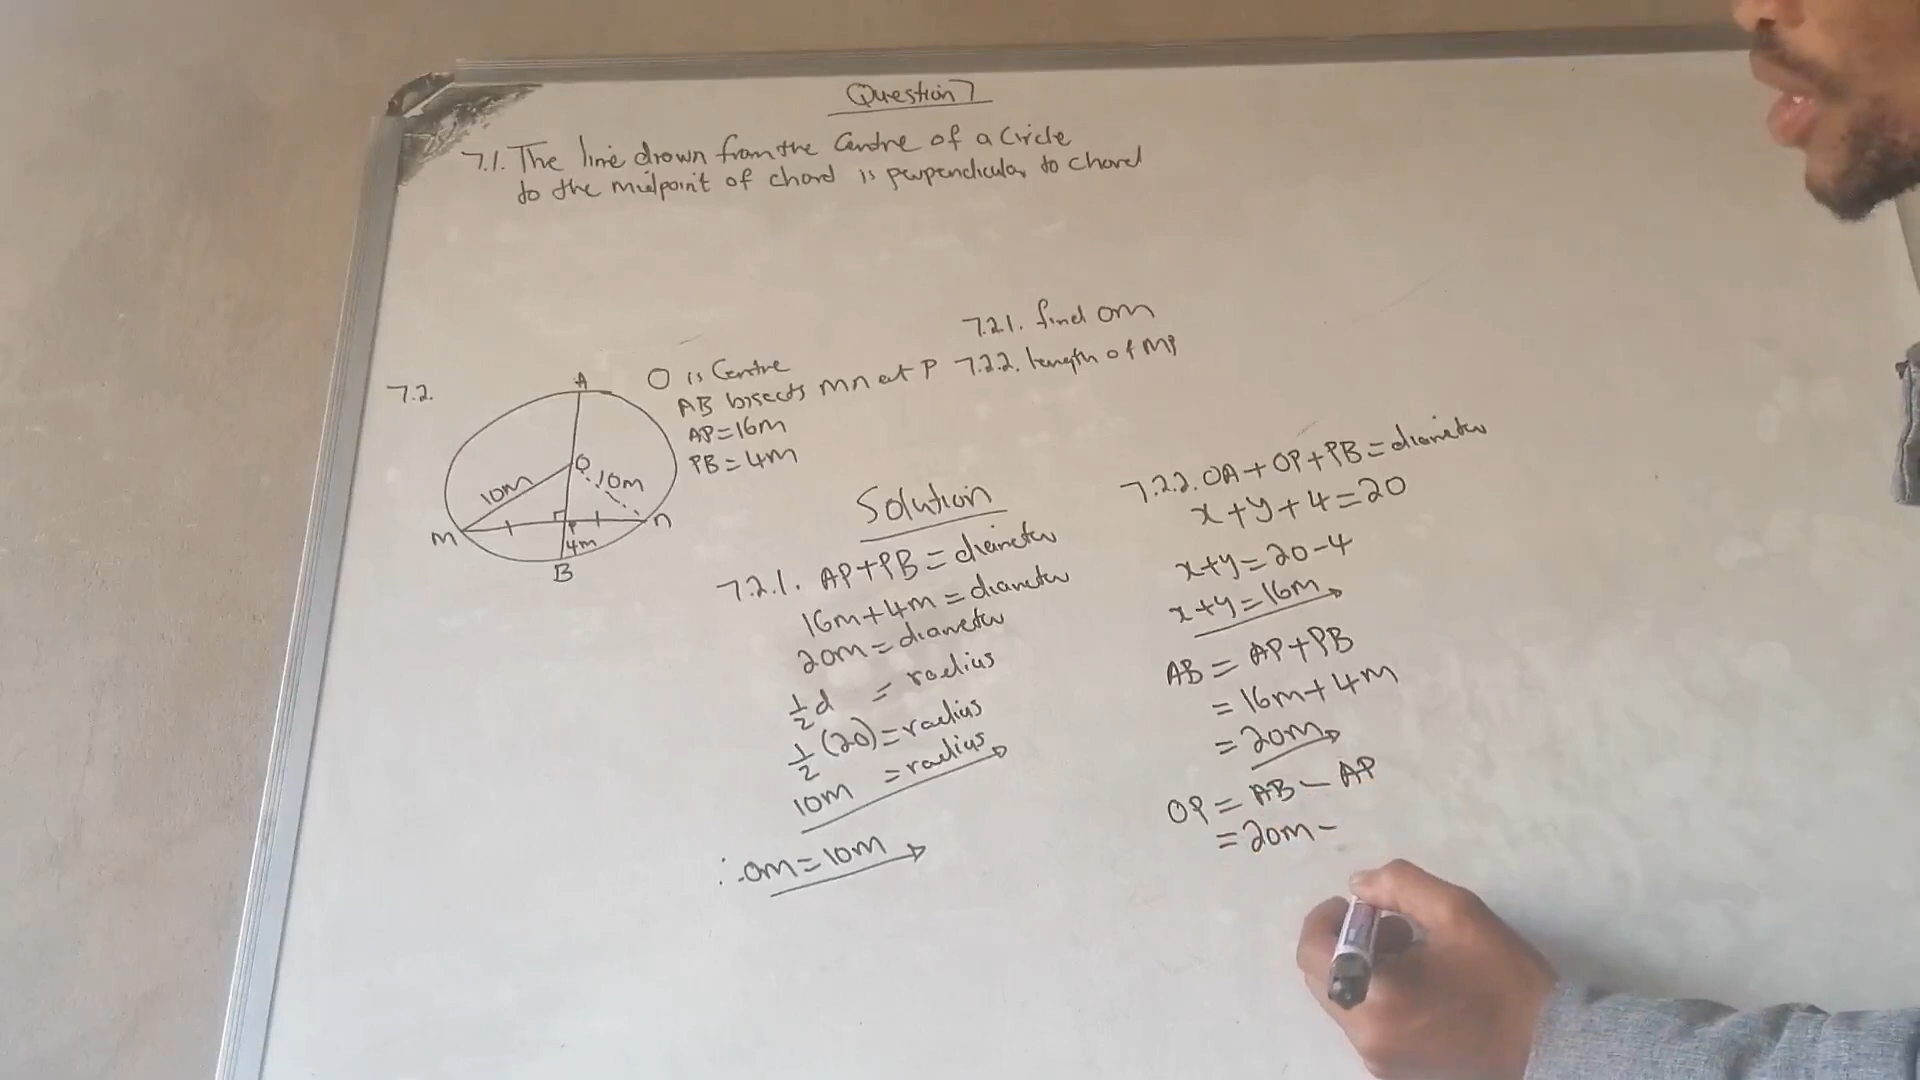 Question 7
7.1. The line drown from the Centre of a Circle
to the midpoint of chord is perpendicular to chord
7.2.1. find om
7.2.2. length of MP
7.2.
O is Centre
AB bisects mn at P
AP=16m
PB=4m
A
O
10m
10m
M
n
P
4m
B
Solution
7.2.1. AP+PB=diameter
16m+4m=diameter
20m=diameter
½d = radius
½(20)=radius
10m =radius
∴ om=10m
7.2.2. OA+OP+PB=diameter
x+y+4=20
x+y=20-4
x+y=16m
AB=AP+PB
=16m+4m
=20m
OP=AB-AP
=20m-